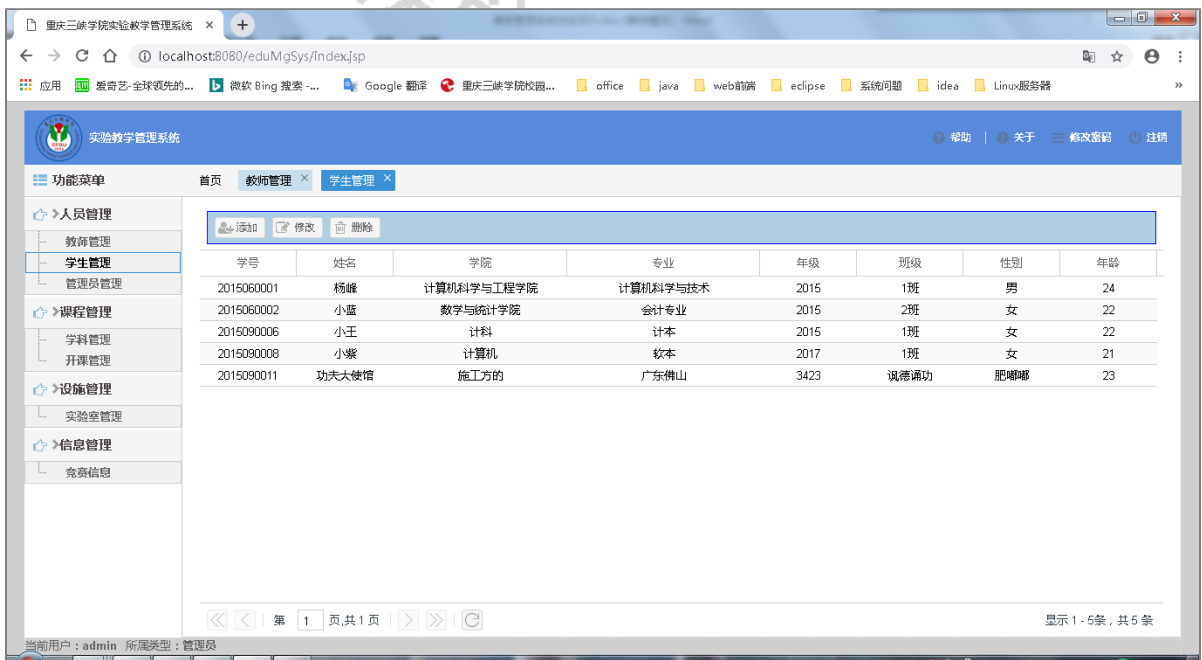 重庆三峡学院实验教学管理系统
localhost:8080/eduMgSys/index.jsp
应用 爱奇艺-全球领先的... 微软 Bing 搜索 -... Google 翻译 重庆三峡学院校园... office java web前端 eclipse 系统问题 idea Linux服务器 »
实验教学管理系统 帮助 | 关于 修改密码 注销
功能菜单 首页 教师管理 学生管理
人员管理
教师管理
学生管理
管理员管理
课程管理
学科管理
开课管理
设施管理
实验室管理
信息管理
竞赛信息
添加 修改 删除
学号 姓名 学院 专业 年级 班级 性别 年龄
2015060001 杨峰 计算机科学与工程学院 计算机科学与技术 2015 1班 男 24
2015060002 小蓝 数学与统计学院 会计专业 2015 2班 女 22
2015090006 小王 计科 计本 2015 1班 女 22
2015090008 小紫 计算机 软本 2017 1班 女 21
2015090011 功夫大使馆 施工方的 广东佛山 3423 讽德诵功 肥嘟嘟 23
第 1 页,共1页 显示1-5条,共5条
当前用户:admin 所属类型:管理员